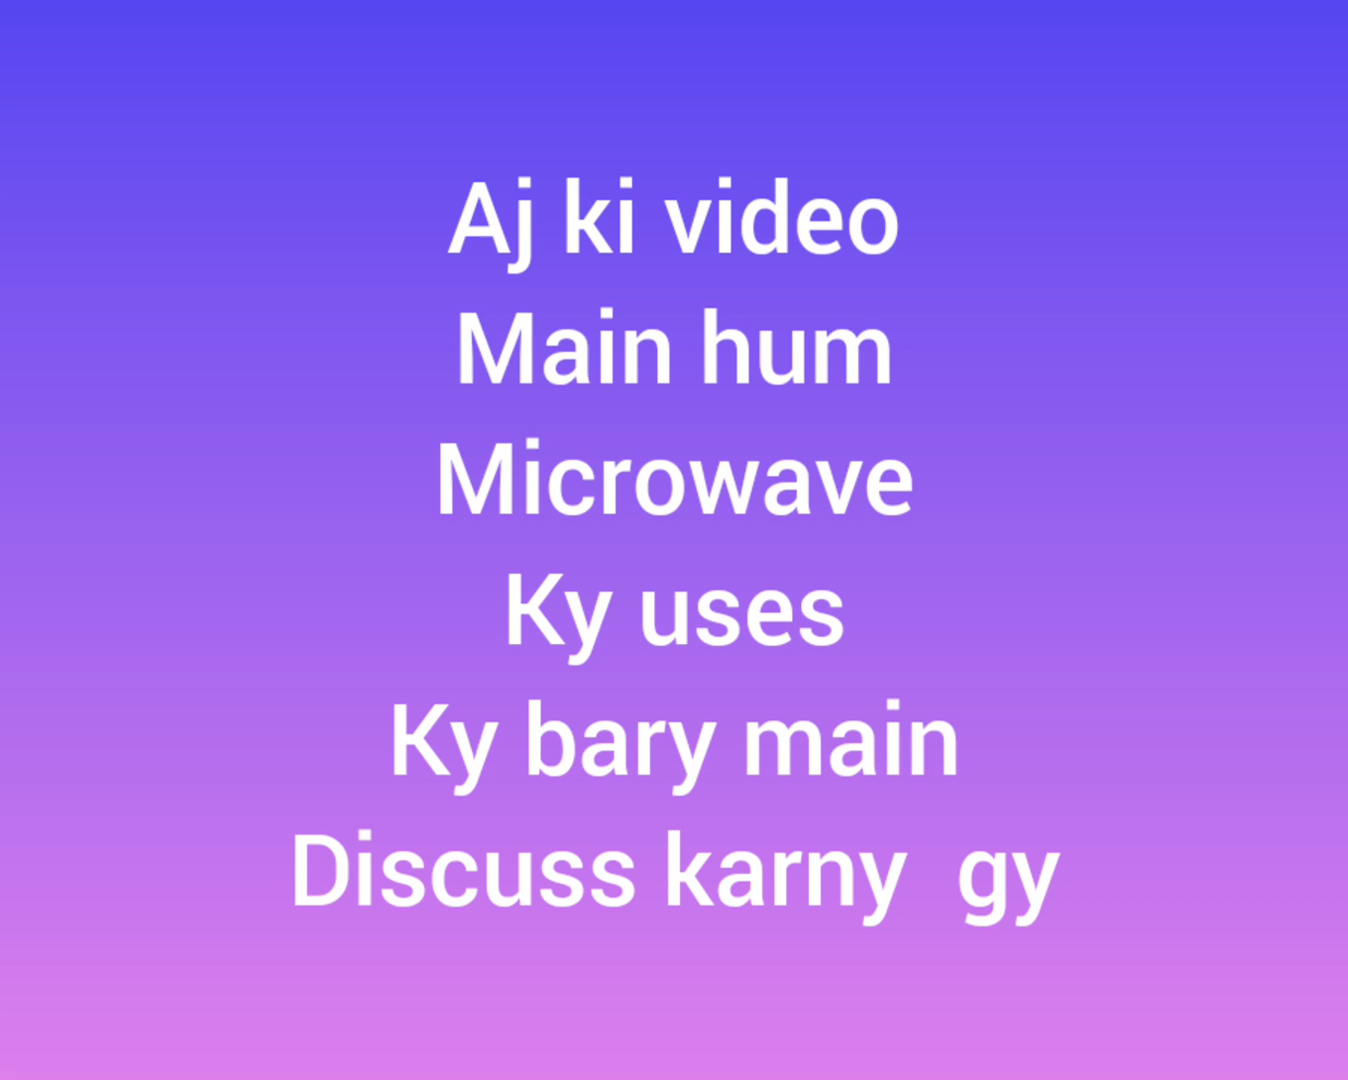 Aj ki video
Main hum
Microwave
Ky uses
Ky bary main
Discuss karny  gy